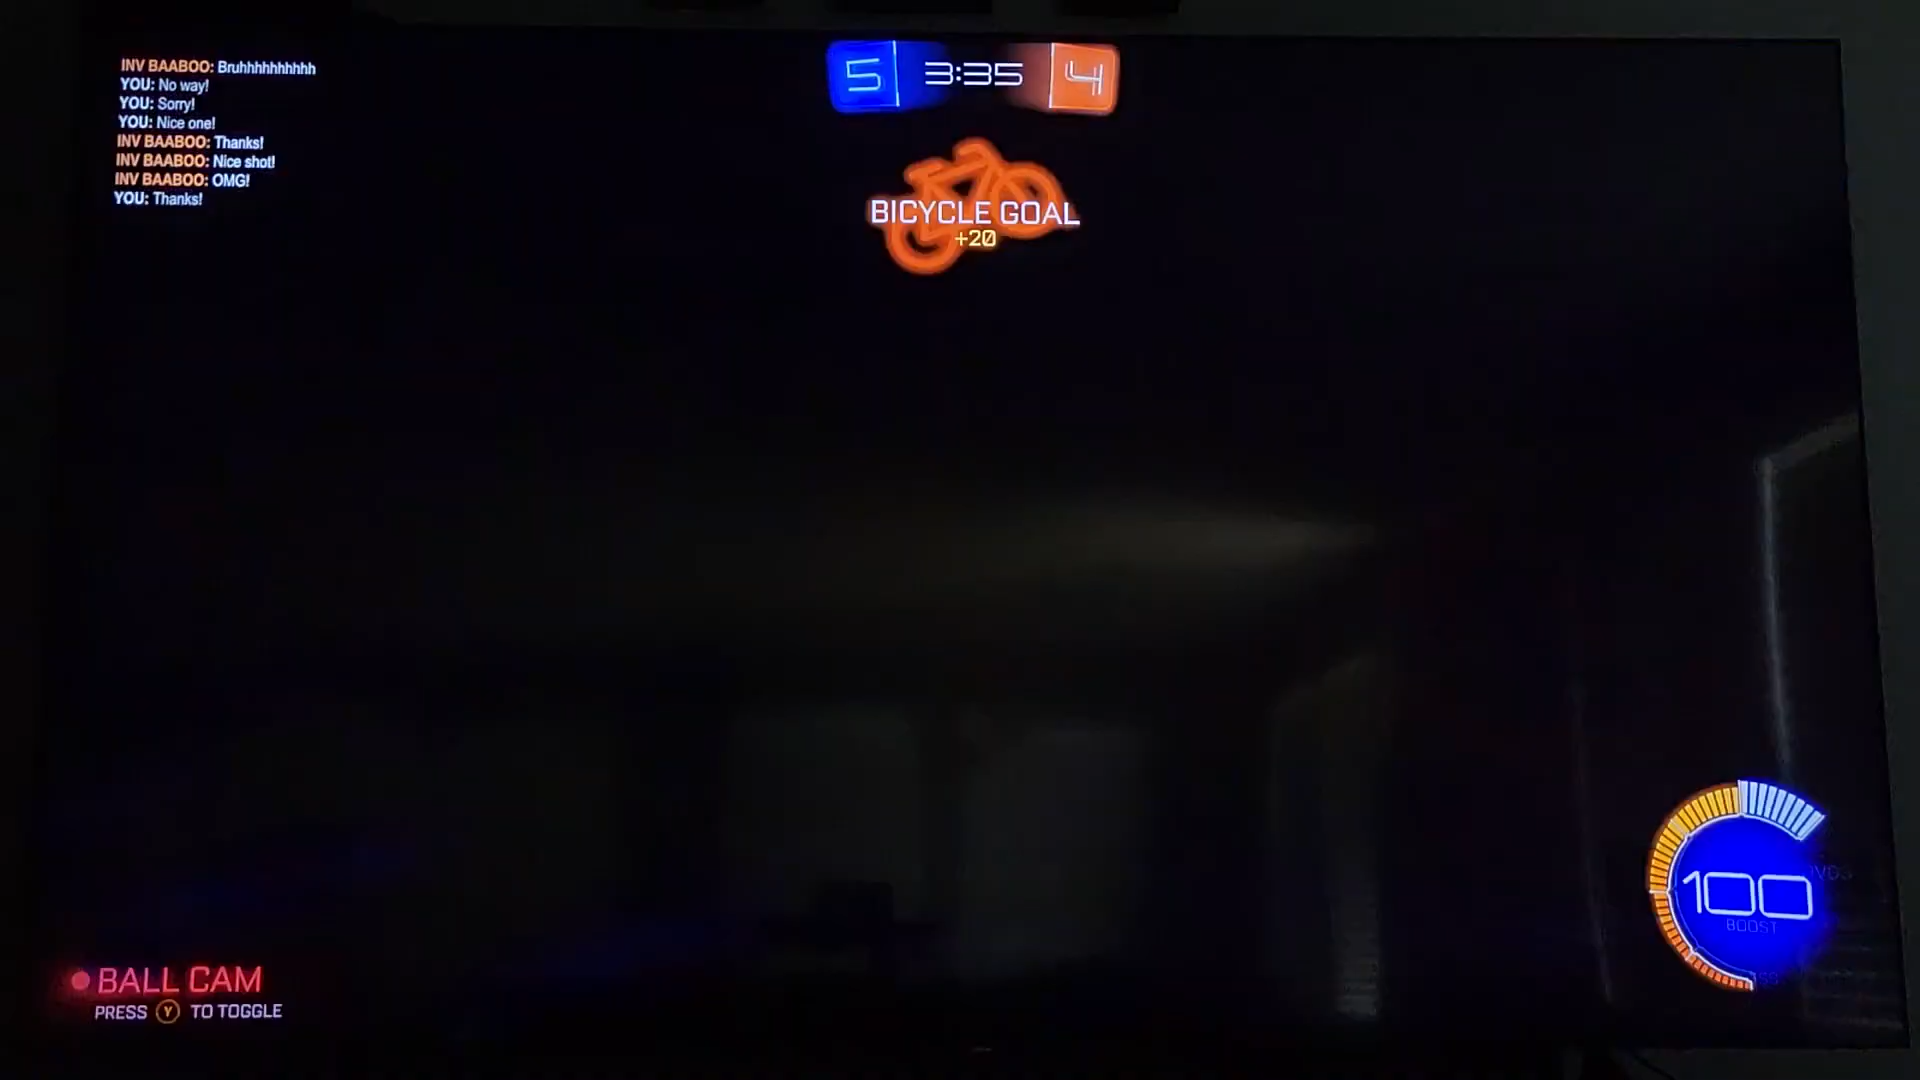 INV BAABOO: Bruhhhhhhhhhh
YOU: No way!
YOU: Sorry!
YOU: Nice one!
INV BAABOO: Thanks!
INV BAABOO: Nice shot!
INV BAABOO: OMG!
YOU: Thanks!
5 3:35 4
BICYCLE GOAL
+20
100
BOOST
BALL CAM
PRESS Y TO TOGGLE